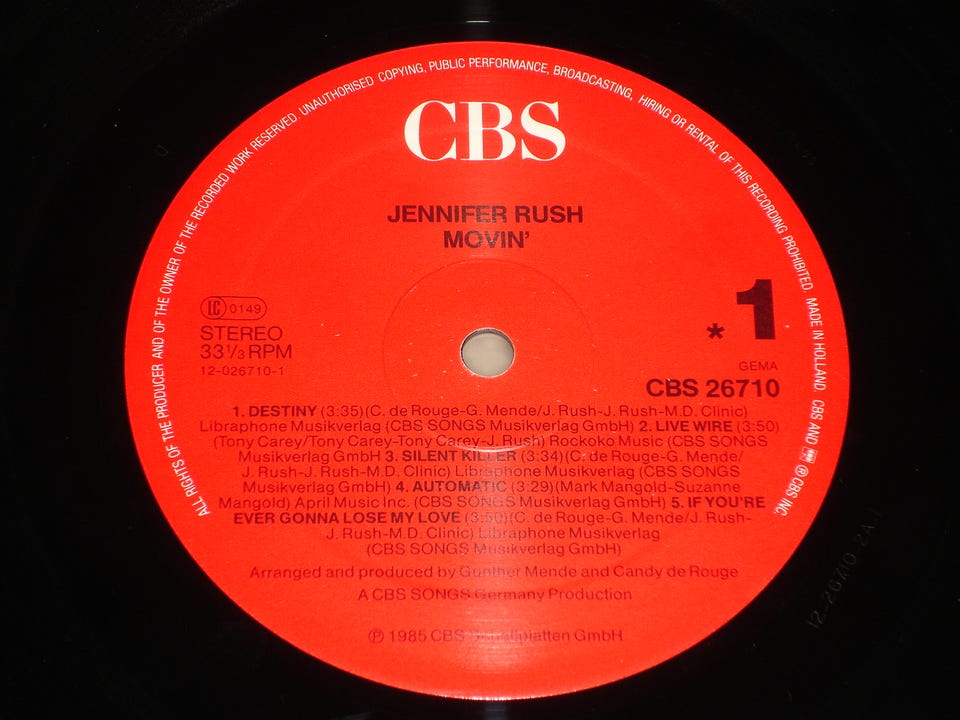 ALL RIGHTS OF THE PRODUCER AND OF THE OWNER OF THE RECORDED WORK RESERVED. UNAUTHORISED COPYING, PUBLIC PERFORMANCE, BROADCASTING, HIRING OR RENTAL OF THIS RECORDING PROHIBITED. MADE IN HOLLAND. CBS AND ℗ CBS INC.
CBS
JENNIFER RUSH
MOVIN'
LC 0149
STEREO
33⅓ RPM
12-026710-1
* 1
GEMA
CBS 26710
1. DESTINY (3:35)(C. de Rouge-G. Mende/J. Rush-J. Rush-M.D. Clinic)
Libraphone Musikverlag (CBS SONGS Musikverlag GmbH) 2. LIVE WIRE (3:50)
(Tony Carey/Tony Carey-Tony Carey-J. Rush) Rockoko Music (CBS SONGS
Musikverlag GmbH 3. SILENT KILLER (3:34)(C. de Rouge-G. Mende/
J. Rush-J. Rush-M.D. Clinic) Libraphone Musikverlag (CBS SONGS
Musikverlag GmbH) 4. AUTOMATIC (3:29)(Mark Mangold-Suzanne
Mangold) April Music Inc. (CBS SONGS Musikverlag GmbH) 5. IF YOU'RE
EVER GONNA LOSE MY LOVE (3:50)(C. de Rouge-G. Mende/J. Rush-
J. Rush-M.D. Clinic) Libraphone Musikverlag
(CBS SONGS Musikverlag GmbH)
Arranged and produced by Gunther Mende and Candy de Rouge
A CBS SONGS Germany Production
℗ 1985 CBS Schallplatten GmbH